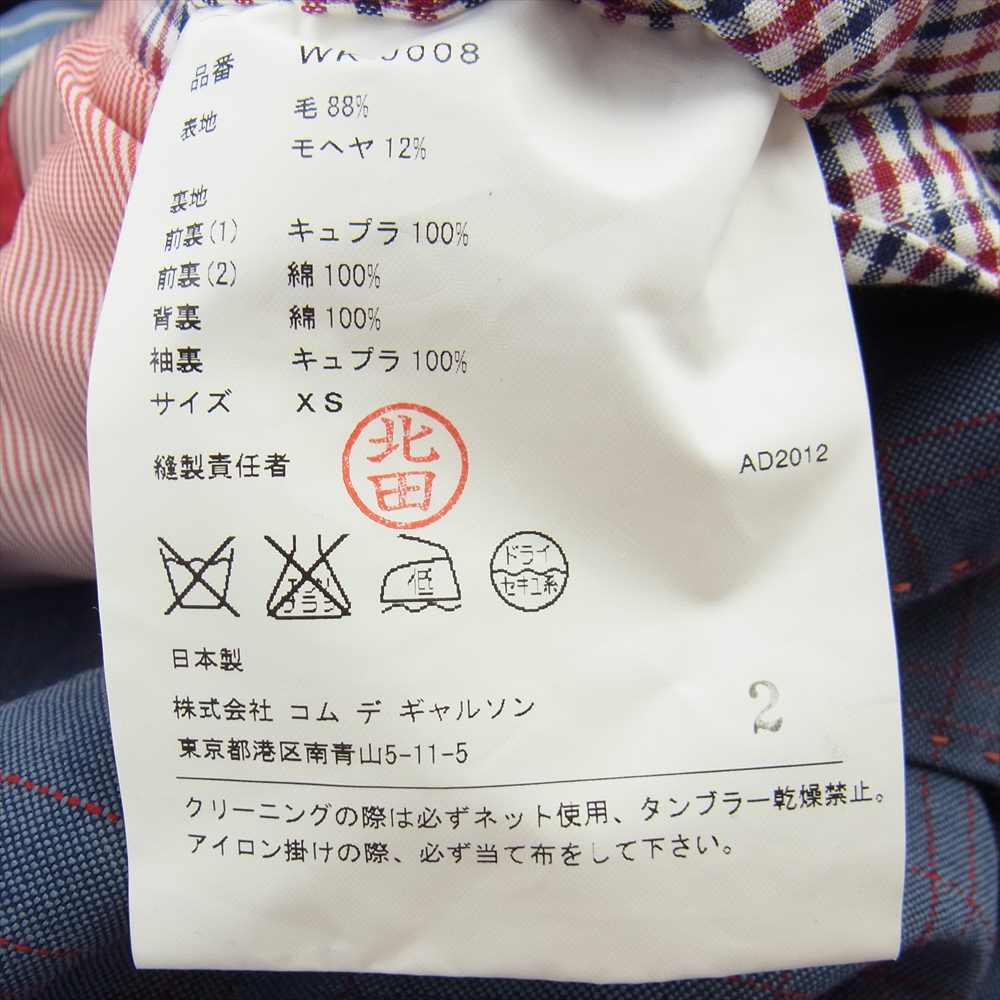 品番 WK 008
表地 毛 88%
モヘヤ 12%
裏地
前裏(1) キュプラ 100%
前裏(2) 綿 100%
背裏 綿 100%
袖裏 キュプラ 100%
サイズ XS
縫製責任者 北田
AD2012
低
ドライ
セキユ系
日本製
株式会社 コム デ ギャルソン
2
東京都港区南青山5-11-5
クリーニングの際は必ずネット使用、タンブラー乾燥禁止。
アイロン掛けの際、必ず当て布をして下さい。